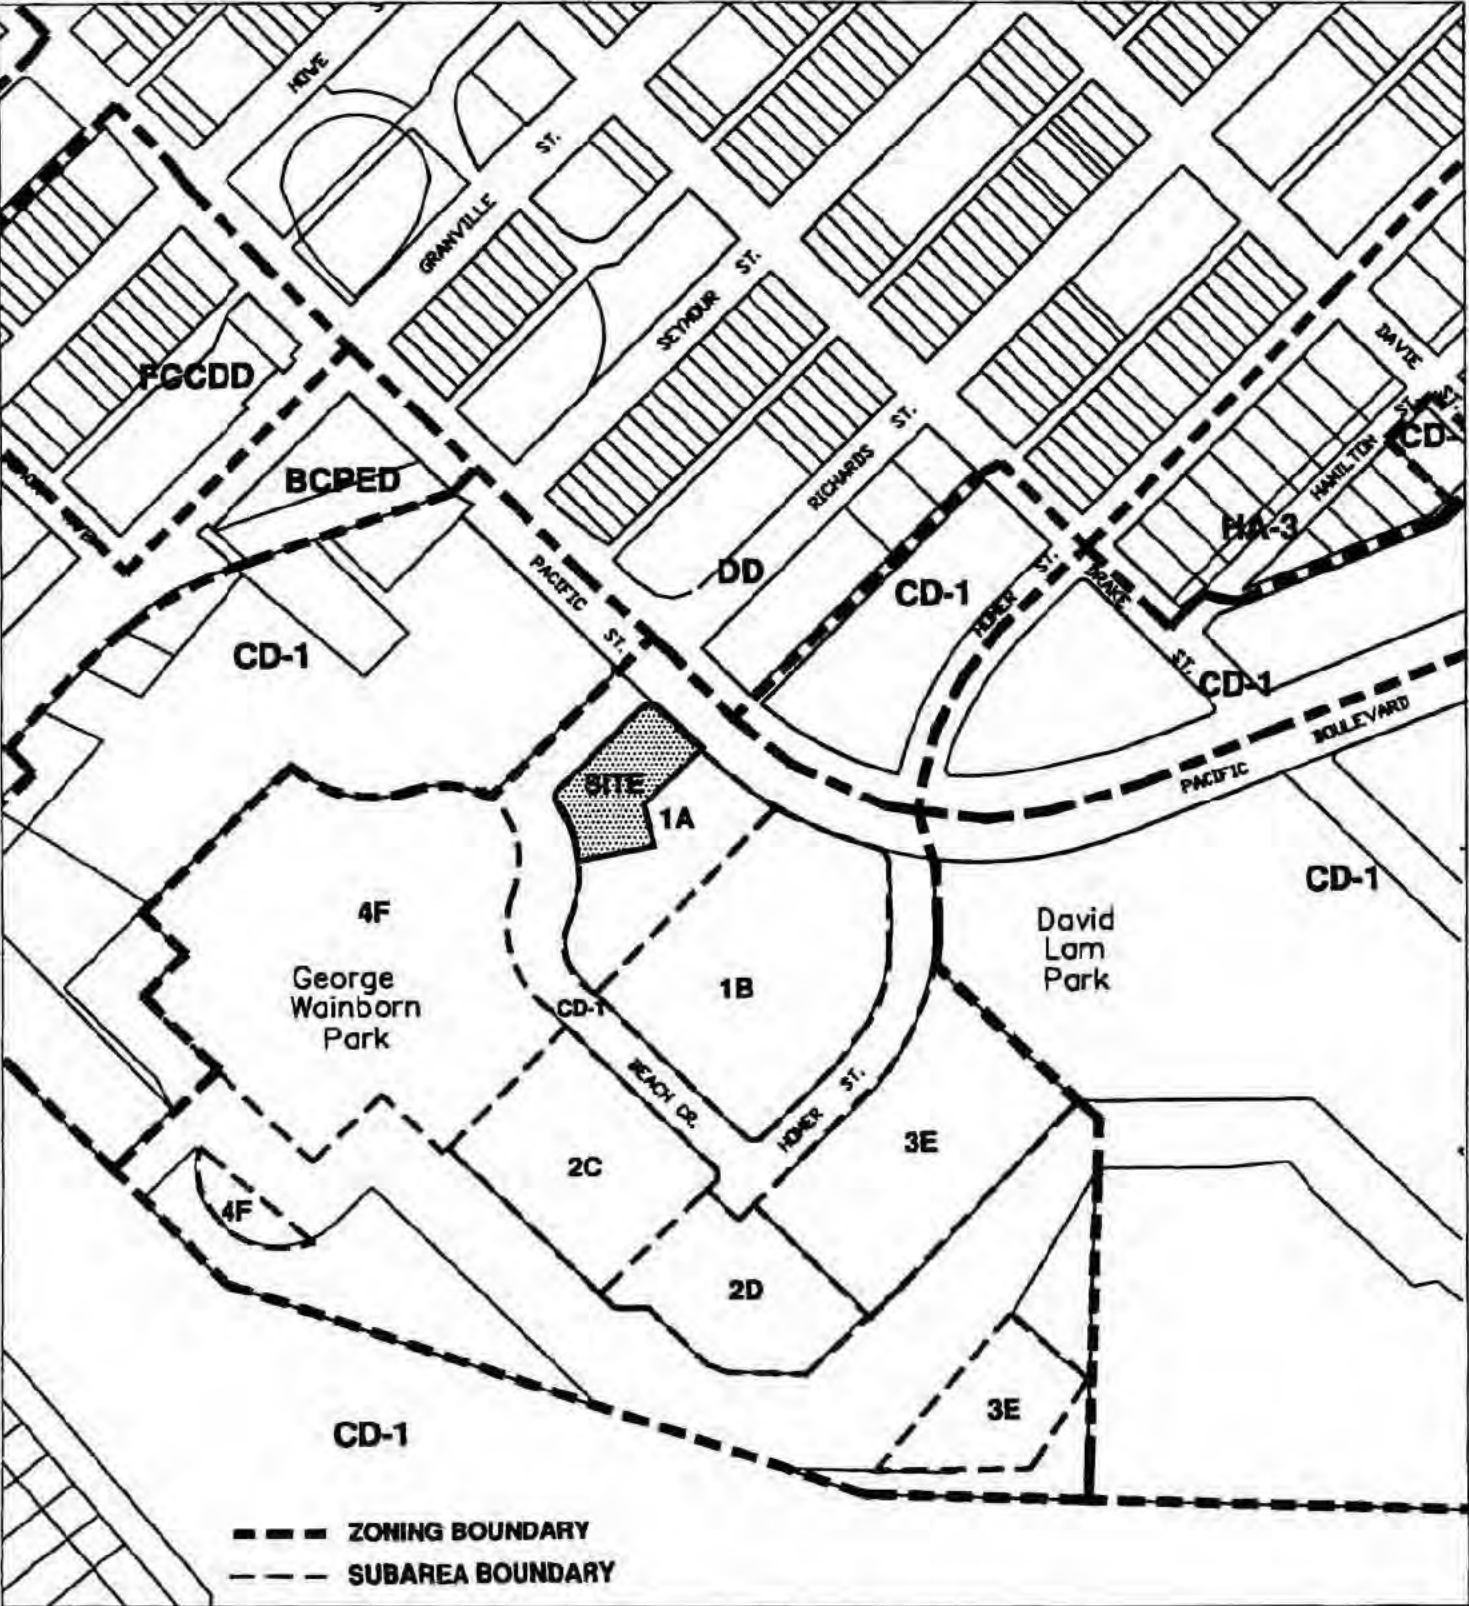 HOWE
ST.
GRANVILLE
ST.
SEYMOUR
DAVIE
ST.
FCCDD
ST.
RICHARDS
HAMILTON
CD-
BCPED
HA-3
DD
PACIFIC
ST.
CD-1
HOMER
ST.
DRAKE
ST.
CD-1
CD-1
BOULEVARD
PACIFIC
SITE
1A
CD-1
4F
David
Lam
Park
George
Wainborn
Park
1B
CD-1
BEACH CR.
HOMER
ST.
3E
2C
4F
2D
3E
CD-1
ZONING BOUNDARY
SUBAREA BOUNDARY